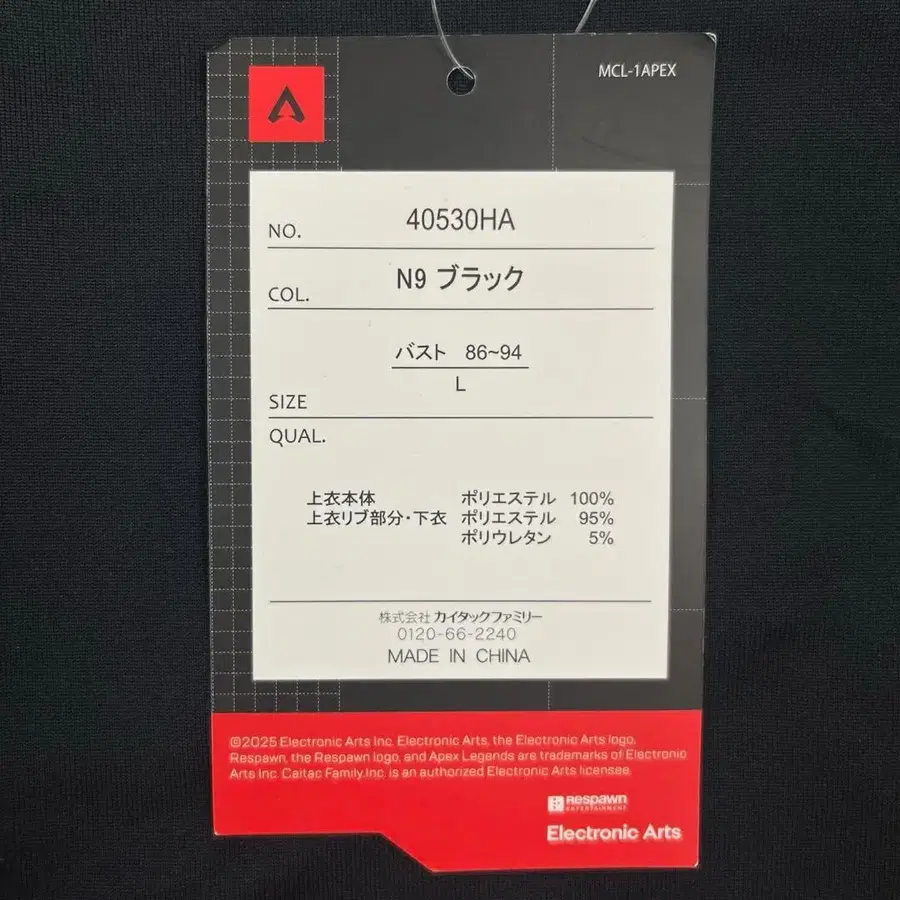 MCL-1APEX
NO. 40530HA
COL. N9 ブラック
バスト 86~94
L
SIZE
QUAL.
上衣本体 ポリエステル 100%
上衣リブ部分・下衣 ポリエステル 95%
ポリウレタン 5%
株式会社 カイタックファミリー
0120-66-2240
MADE IN CHINA
©2025 Electronic Arts Inc. Electronic Arts, the Electronic Arts logo,
Respawn, the Respawn logo, and Apex Legends are trademarks of Electronic
Arts Inc. Caitac Family,Inc. is an authorized Electronic Arts licensee.
Respawn
ENTERTAINMENT
Electronic Arts